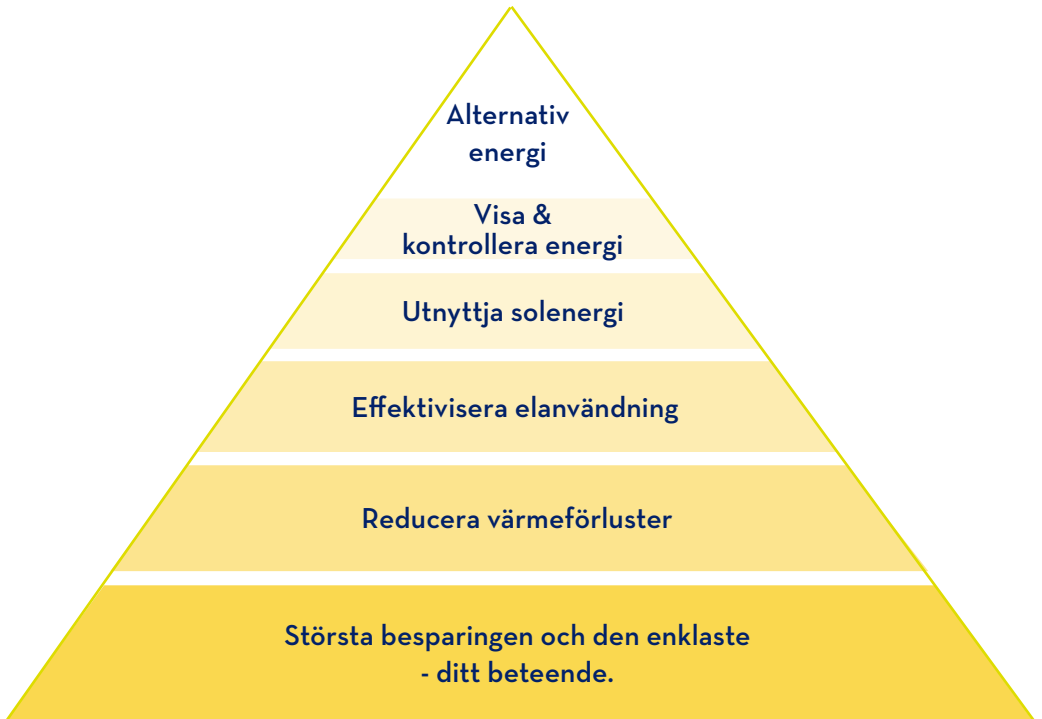 Alternativ
energi
Visa &
kontrollera energi
Utnyttja solenergi
Effektivisera elanvändning
Reducera värmeförluster
Största besparingen och den enklaste
- ditt beteende.